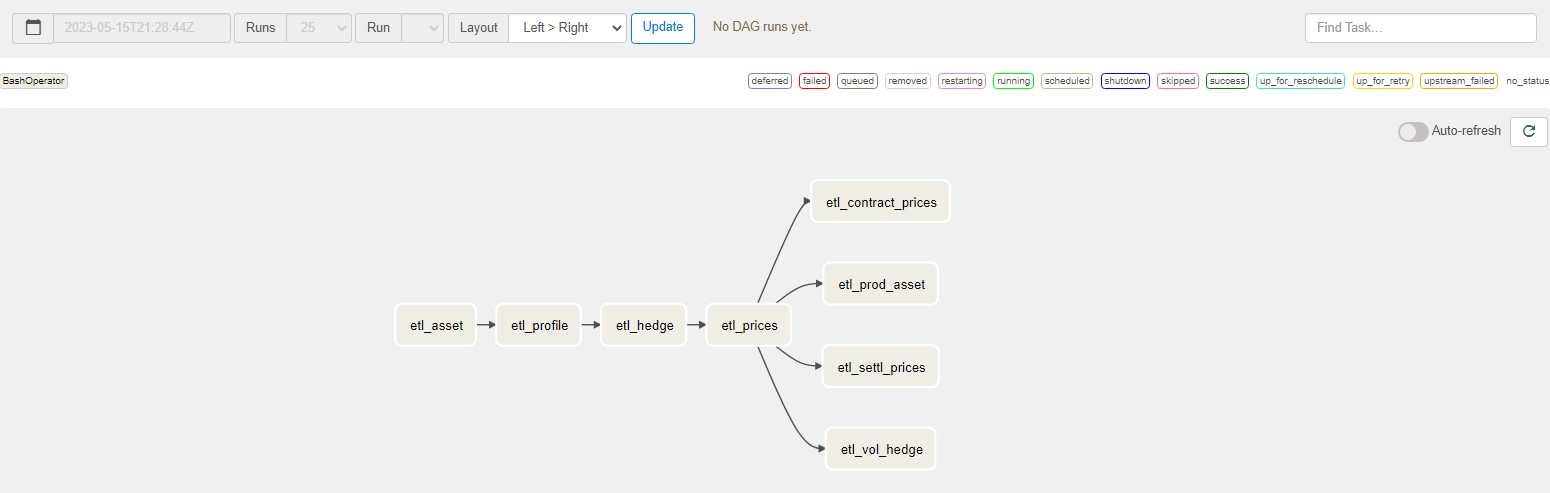 2023-05-15T21:28:44Z Runs 25 Run Layout Left > Right Update No DAG runs yet. Find Task...
BashOperator deferred failed queued removed restarting running scheduled shutdown skipped success up_for_reschedule up_for_retry upstream_failed no_status
Auto-refresh
etl_contract_prices
etl_prod_asset
etl_asset etl_profile etl_hedge etl_prices
etl_settl_prices
etl_vol_hedge